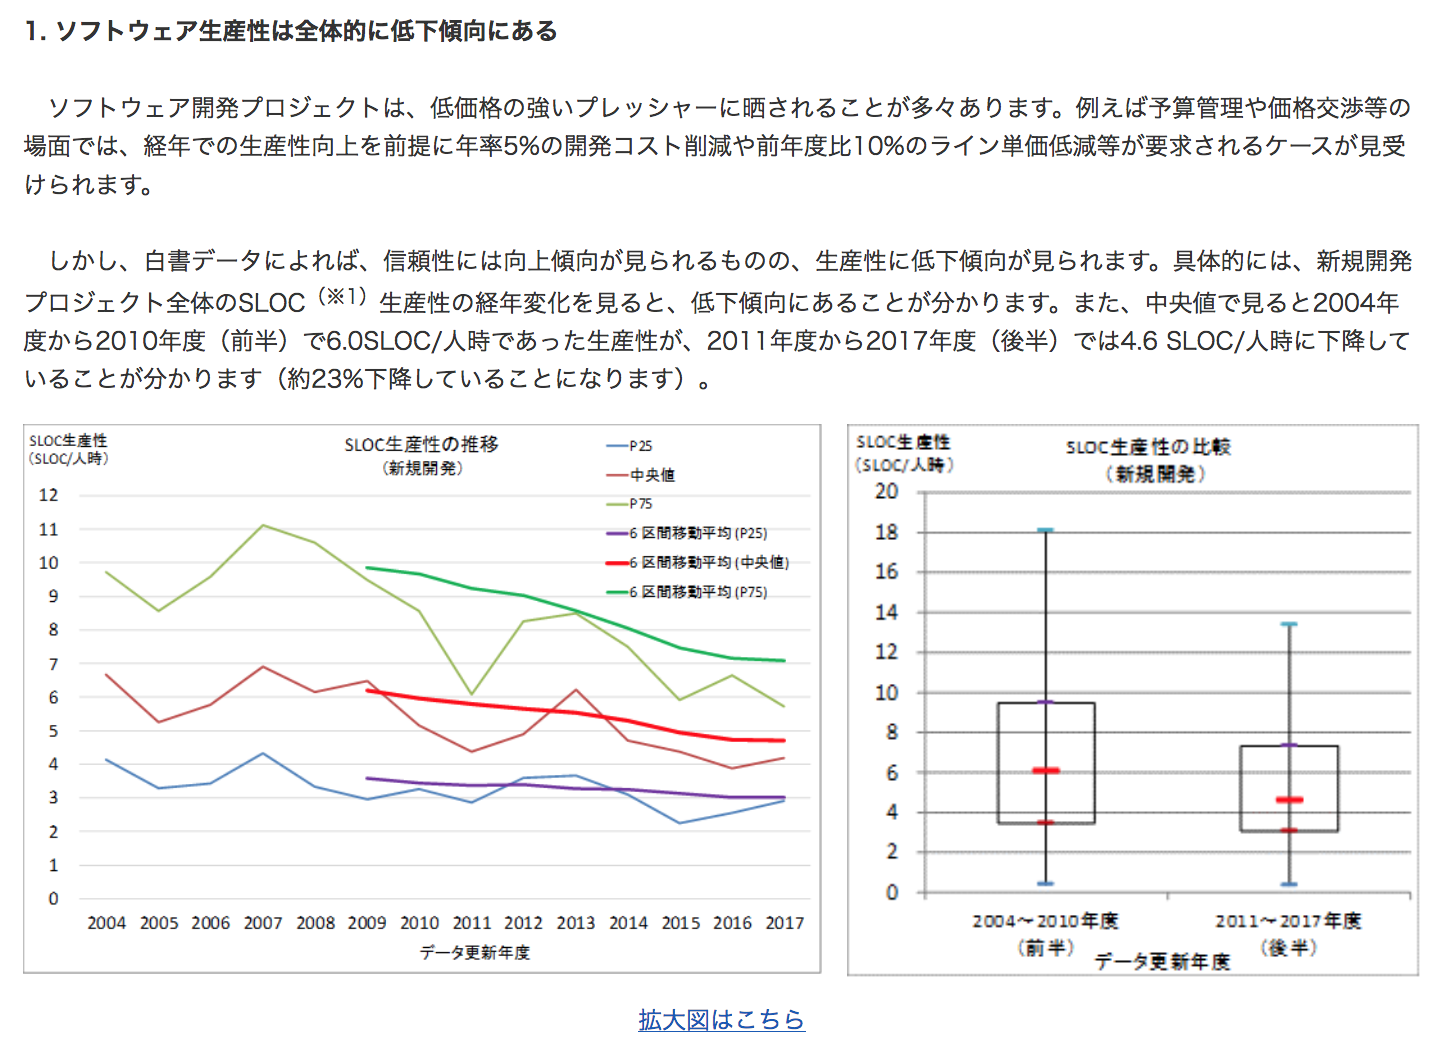 1. ソフトウェア生産性は全体的に低下傾向にある
ソフトウェア開発プロジェクトは、低価格の強いプレッシャーに晒されることが多々あります。例えば予算管理や価格交渉等の
場面では、経年での生産性向上を前提に年率5%の開発コスト削減や前年度比10%のライン単価低減等が要求されるケースが見受
けられます。
しかし、白書データによれば、信頼性には向上傾向が見られるものの、生産性に低下傾向が見られます。具体的には、新規開発
プロジェクト全体のSLOC（※1）生産性の経年変化を見ると、低下傾向にあることが分かります。また、中央値で見ると2004年
度から2010年度（前半）で6.0SLOC/人時であった生産性が、2011年度から2017年度（後半）では4.6 SLOC/人時に下降して
いることが分かります（約23%下降していることになります）。
SLOC生産性
（SLOC/人時）
SLOC生産性の推移
（新規開発）
P25
中央値
P75
6 区間移動平均 (P25)
6 区間移動平均 (中央値)
6 区間移動平均 (P75)
12
11
10
9
8
7
6
5
4
3
2
1
0
2004 2005 2006 2007 2008 2009 2010 2011 2012 2013 2014 2015 2016 2017
データ更新年度
SLOC生産性
（SLOC/人時）
SLOC生産性の比較
（新規開発）
20
18
16
14
12
10
8
6
4
2
0
2004～2010年度 2011～2017年度
（前半） （後半）
データ更新年度
拡大図はこちら